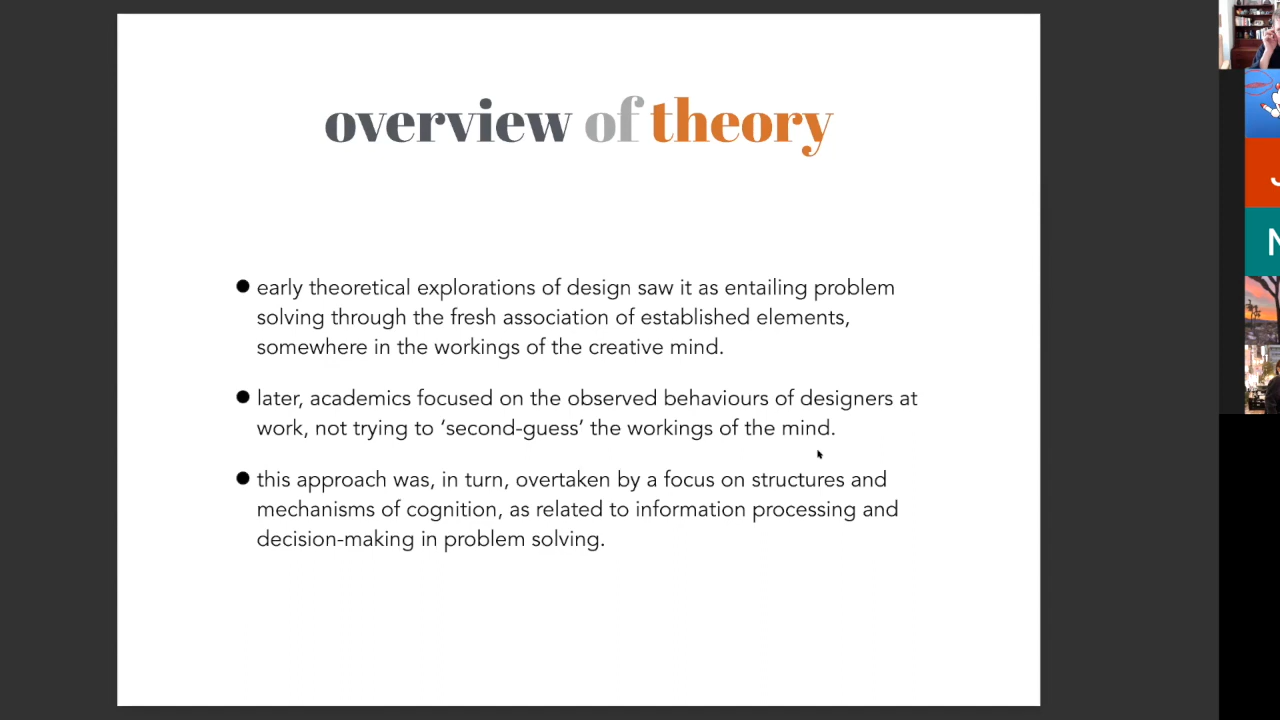 overview of theory
early theoretical explorations of design saw it as entailing problem
solving through the fresh association of established elements,
somewhere in the workings of the creative mind.
later, academics focused on the observed behaviours of designers at
work, not trying to ‘second-guess’ the workings of the mind.
this approach was, in turn, overtaken by a focus on structures and
mechanisms of cognition, as related to information processing and
decision-making in problem solving.